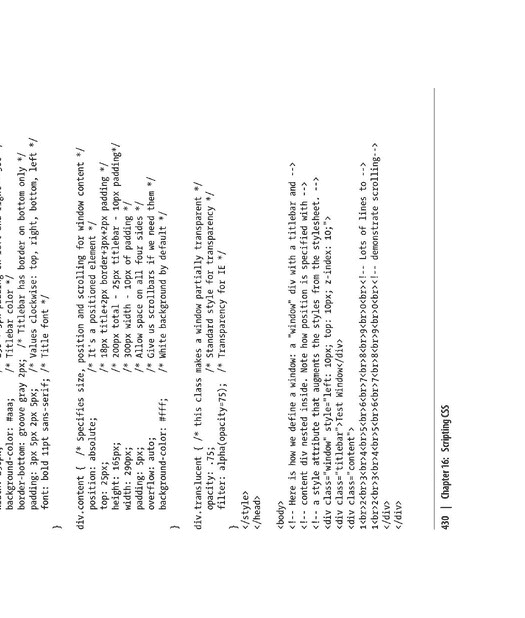 background-color: #aaa;          /* Titlebar color */
border-bottom: groove gray 2px;  /* Titlebar has border on bottom only */
padding: 3px 5px 2px 5px;        /* Values clockwise: top, right, bottom, left */
font: bold 11pt sans-serif;      /* Title font */
}
div.content {  /* Specifies size, position and scrolling for window content */
position: absolute;              /* It's a positioned element */
top: 25px;                       /* 18px title+2px border+3px+2px padding */
height: 165px;                   /* 200px total - 25px titlebar - 10px padding*/
width: 290px;                    /* 300px width - 10px of padding */
padding: 5px;                    /* Allow space on all four sides */
overflow: auto;                  /* Give us scrollbars if we need them */
background-color: #fff;          /* White background by default */
}
div.translucent { /* this class makes a window partially transparent */
opacity: .75;                    /* Standard style for transparency */
filter: alpha(opacity=75);       /* Transparency for IE */
}
</style>
</head>
<body>
<!-- Here is how we define a window: a "window" div with a titlebar and -->
<!-- content div nested inside. Note how position is specified with -->
<!-- a style attribute that augments the styles from the stylesheet. -->
<div class="window" style="left: 10px; top: 10px; z-index: 10;">
<div class="titlebar">Test Window</div>
<div class="content">
1<br>2<br>3<br>4<br>5<br>6<br>7<br>8<br>9<br>0<br><!-- Lots of lines to -->
1<br>2<br>3<br>4<br>5<br>6<br>7<br>8<br>9<br>0<br><!-- demonstrate scrolling-->
</div>
</div>
430 | Chapter 16: Scripting CSS